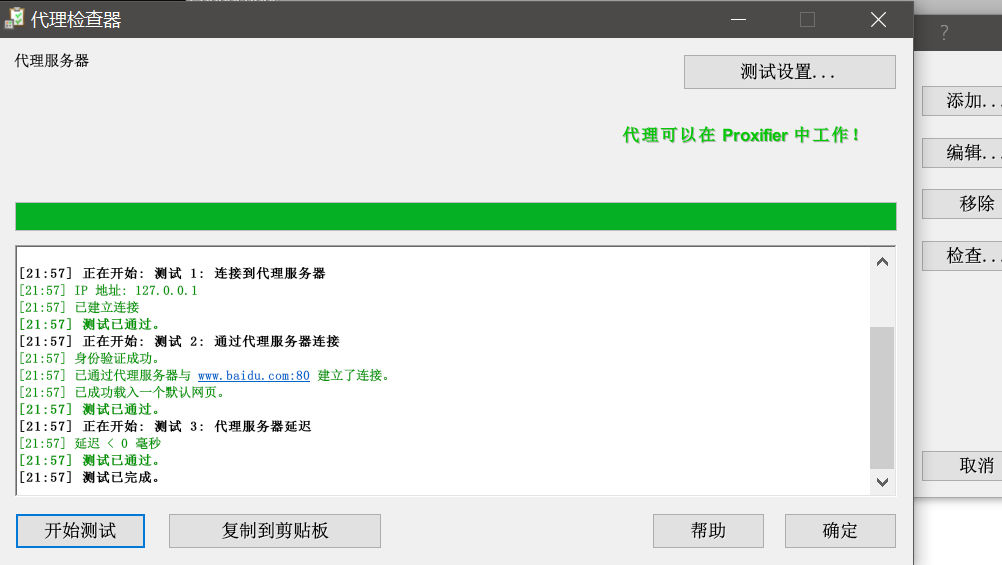 代理检查器
?
代理服务器
测试设置...
添加...
代理可以在 Proxifier 中工作!
编辑...
移除
检查...
[21:57] 正在开始: 测试 1: 连接到代理服务器
[21:57] IP 地址: 127.0.0.1
[21:57] 已建立连接
[21:57] 测试已通过。
[21:57] 正在开始: 测试 2: 通过代理服务器连接
[21:57] 身份验证成功。
[21:57] 已通过代理服务器与 www.baidu.com:80 建立了连接。
[21:57] 已成功载入一个默认网页。
[21:57] 测试已通过。
[21:57] 正在开始: 测试 3: 代理服务器延迟
[21:57] 延迟 < 0 毫秒
[21:57] 测试已通过。
[21:57] 测试已完成。
取消
开始测试
复制到剪贴板
帮助
确定